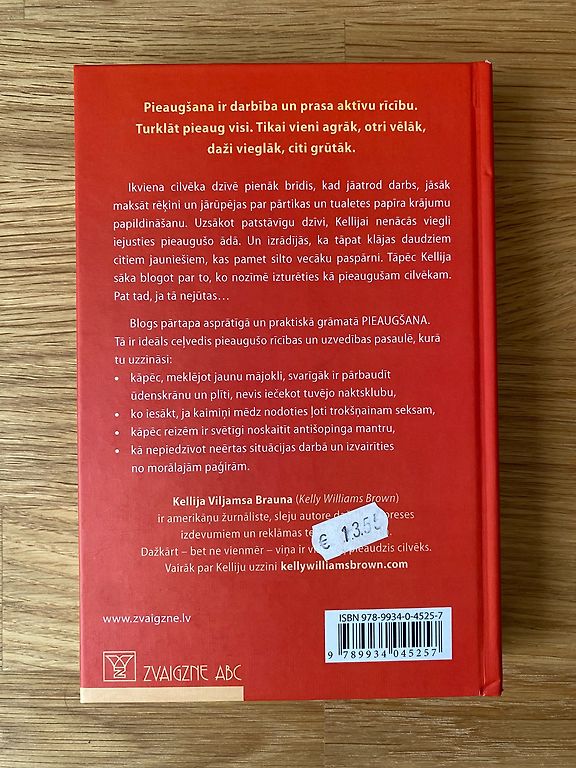 Pieaugšana ir darbība un prasa aktīvu rīcību.
Turklāt pieaug visi. Tikai vieni agrāk, otri vēlāk,
daži vieglāk, citi grūtāk.
Ikviena cilvēka dzīvē pienāk brīdis, kad jāatrod darbs, jāsāk
maksāt rēķini un jārūpējas par pārtikas un tualetes papīra krājumu
papildināšanu. Uzsākot patstāvīgu dzīvi, Kellijai nenācās viegli
iejusties pieaugušo ādā. Un izrādījās, ka tāpat klājas daudziem
citiem jauniešiem, kas pamet silto vecāku paspārni. Tāpēc Kellija
sāka blogot par to, ko nozīmē izturēties kā pieaugušam cilvēkam.
Pat tad, ja tā nejūtas...
Blogs pārtapa asprātīgā un praktiskā grāmatā PIEAUGŠANA.
Tā ir ideāls ceļvedis pieaugušo rīcības un uzvedības pasaulē, kurā
tu uzzināsi:
• kāpēc, meklējot jaunu mājokli, svarīgāk ir pārbaudīt
ūdenskrānu un plīti, nevis iečekot tuvējo naktsklubu,
• ko iesākt, ja kaimiņi mēdz nodoties ļoti trokšņainam seksam,
• kāpēc reizēm ir svētīgi noskaitīt antišopinga mantru,
• kā nepiedzīvot neērtas situācijas darbā un izvairīties
no morālajām paģirām.
Kellija Viljamsa Brauna (Kelly Williams Brown)
ir amerikāņu žurnāliste, sleju autore
izdevumiem un reklāmas
Dažkārt – bet ne vienmēr – viņa ir pieaudzis cilvēks.
Vairāk par Kelliju uzzini kellywilliamsbrown.com
€ 13.55
www.zvaigzne.lv
ISBN 978-9934-0-4525-7
9 789934 045257
ZVAIGZNE ABC